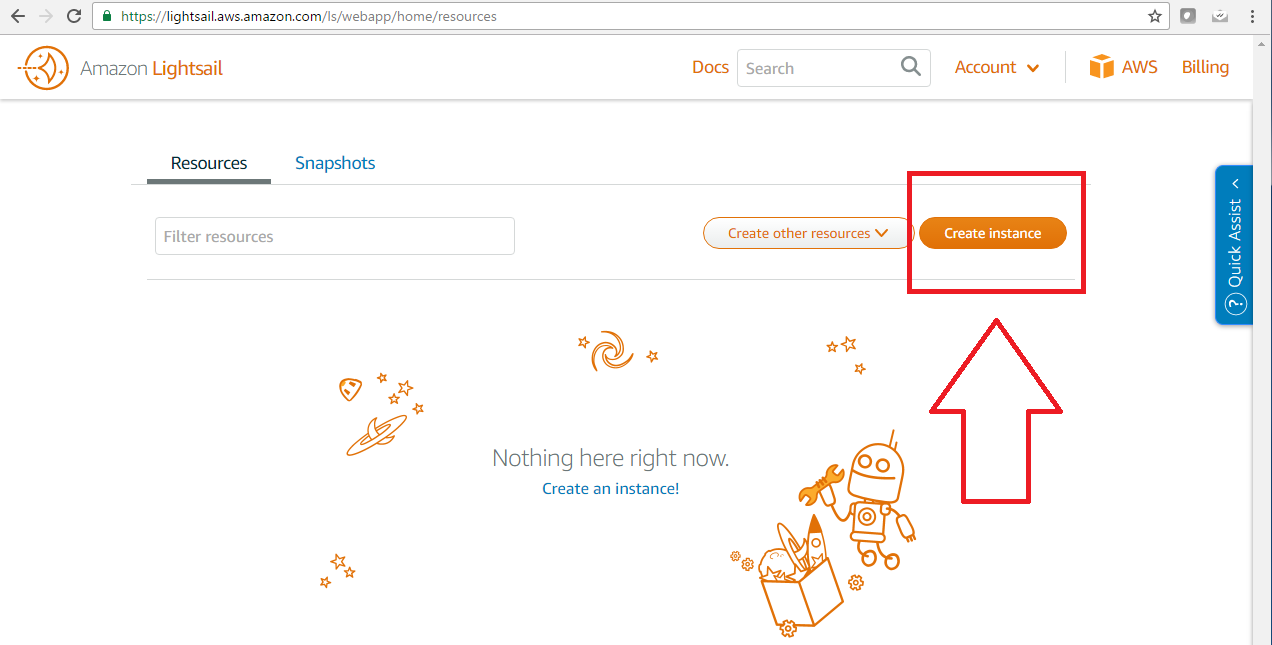 https://lightsail.aws.amazon.com/ls/webapp/home/resources
Amazon Lightsail
Docs
Search
Account
AWS
Billing
Resources
Snapshots
Filter resources
Create other resources
Create instance
Quick Assist
?
Nothing here right now.
Create an instance!